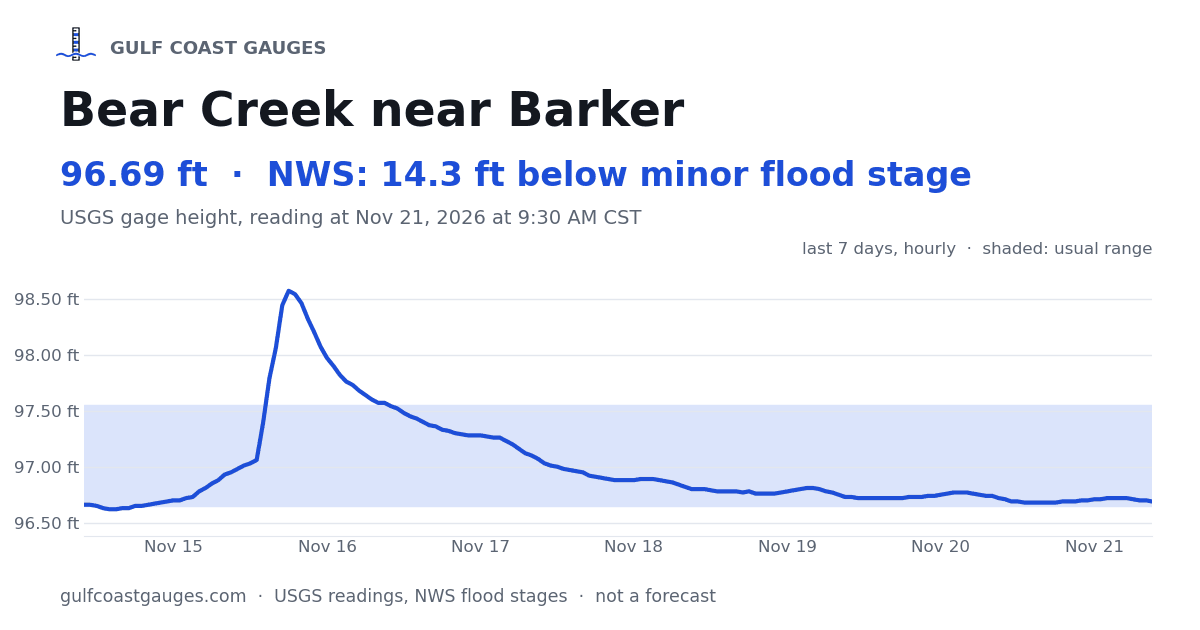 GULF COAST GAUGES
Bear Creek near Barker
96.69 ft · NWS: 14.3 ft below minor flood stage
USGS gage height, reading at Nov 21, 2026 at 9:30 AM CST
last 7 days, hourly · shaded: usual range
98.50 ft
98.00 ft
97.50 ft
97.00 ft
96.50 ft
Nov 15 Nov 16 Nov 17 Nov 18 Nov 19 Nov 20 Nov 21
gulfcoastgauges.com · USGS readings, NWS flood stages · not a forecast